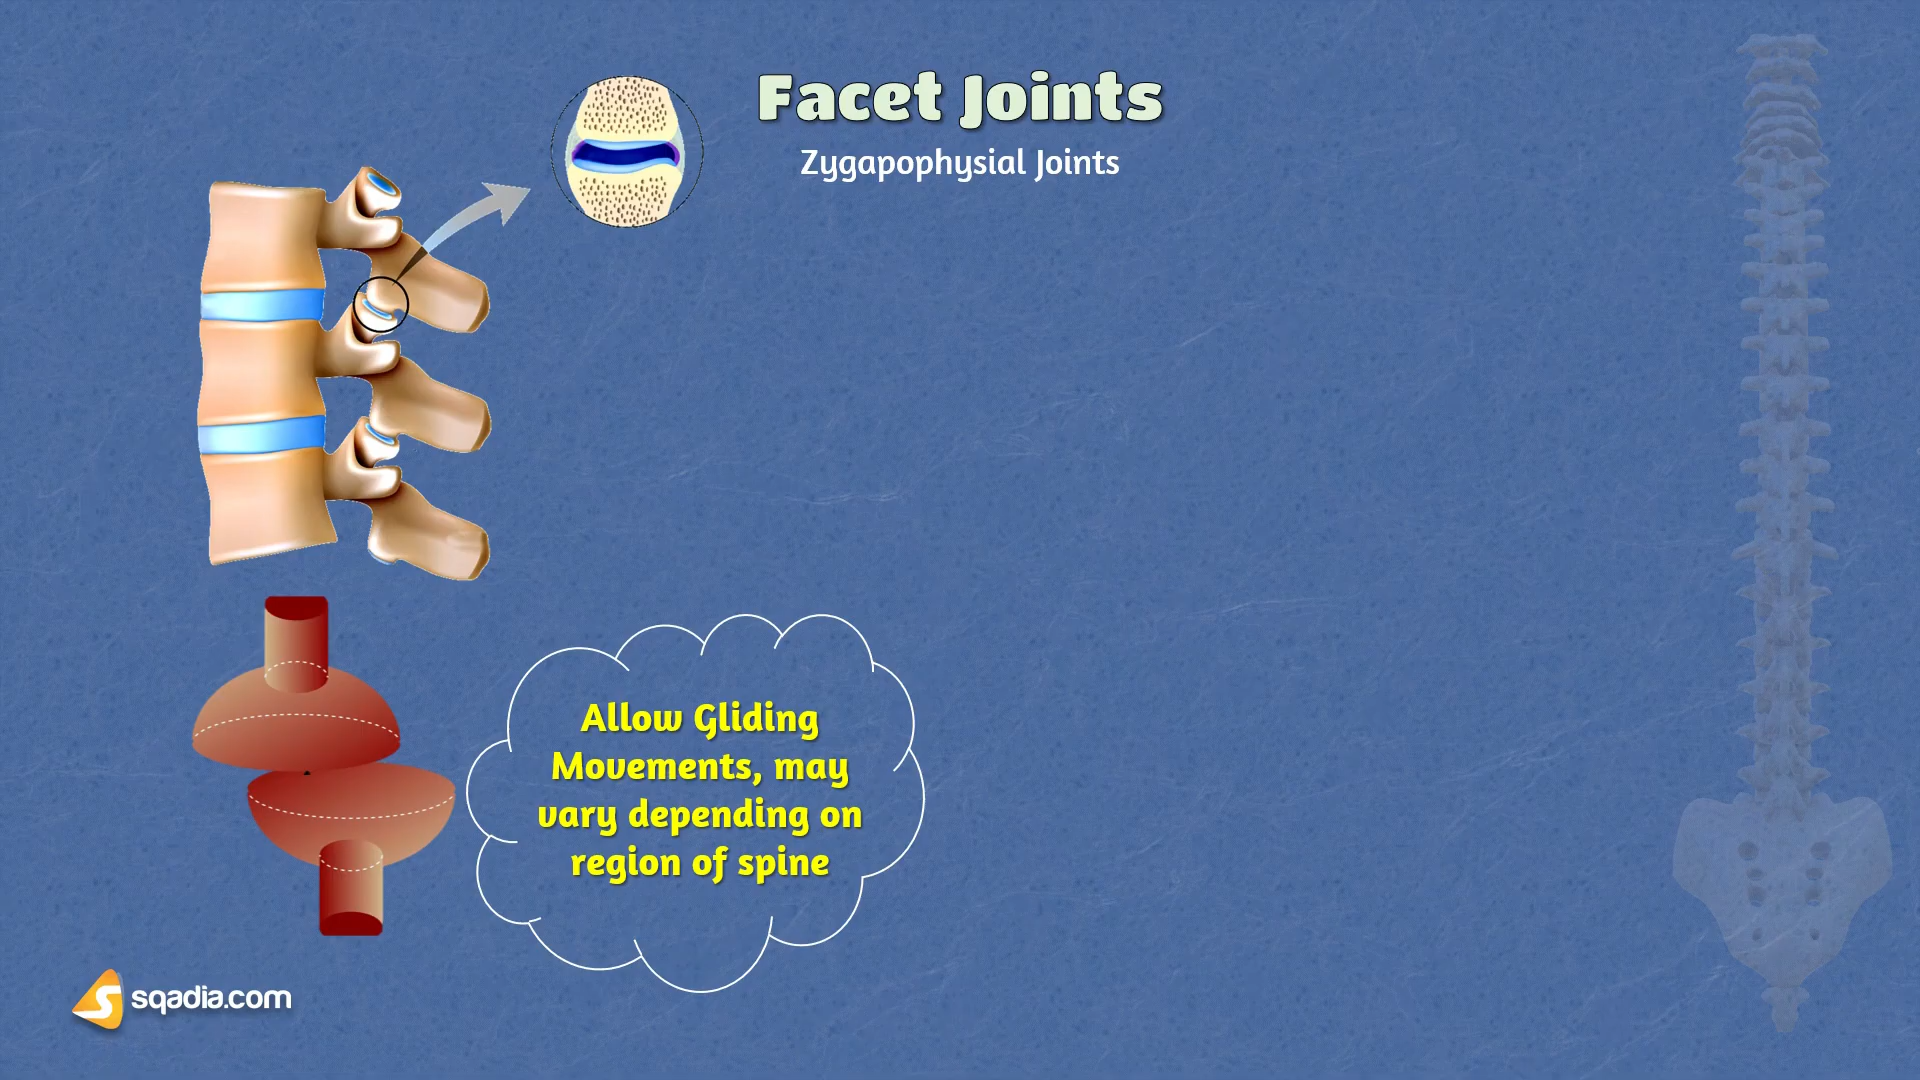 Facet Joints
Zygapophysial Joints
Allow Gliding
Movements, may
vary depending on
region of spine
sqadia.com